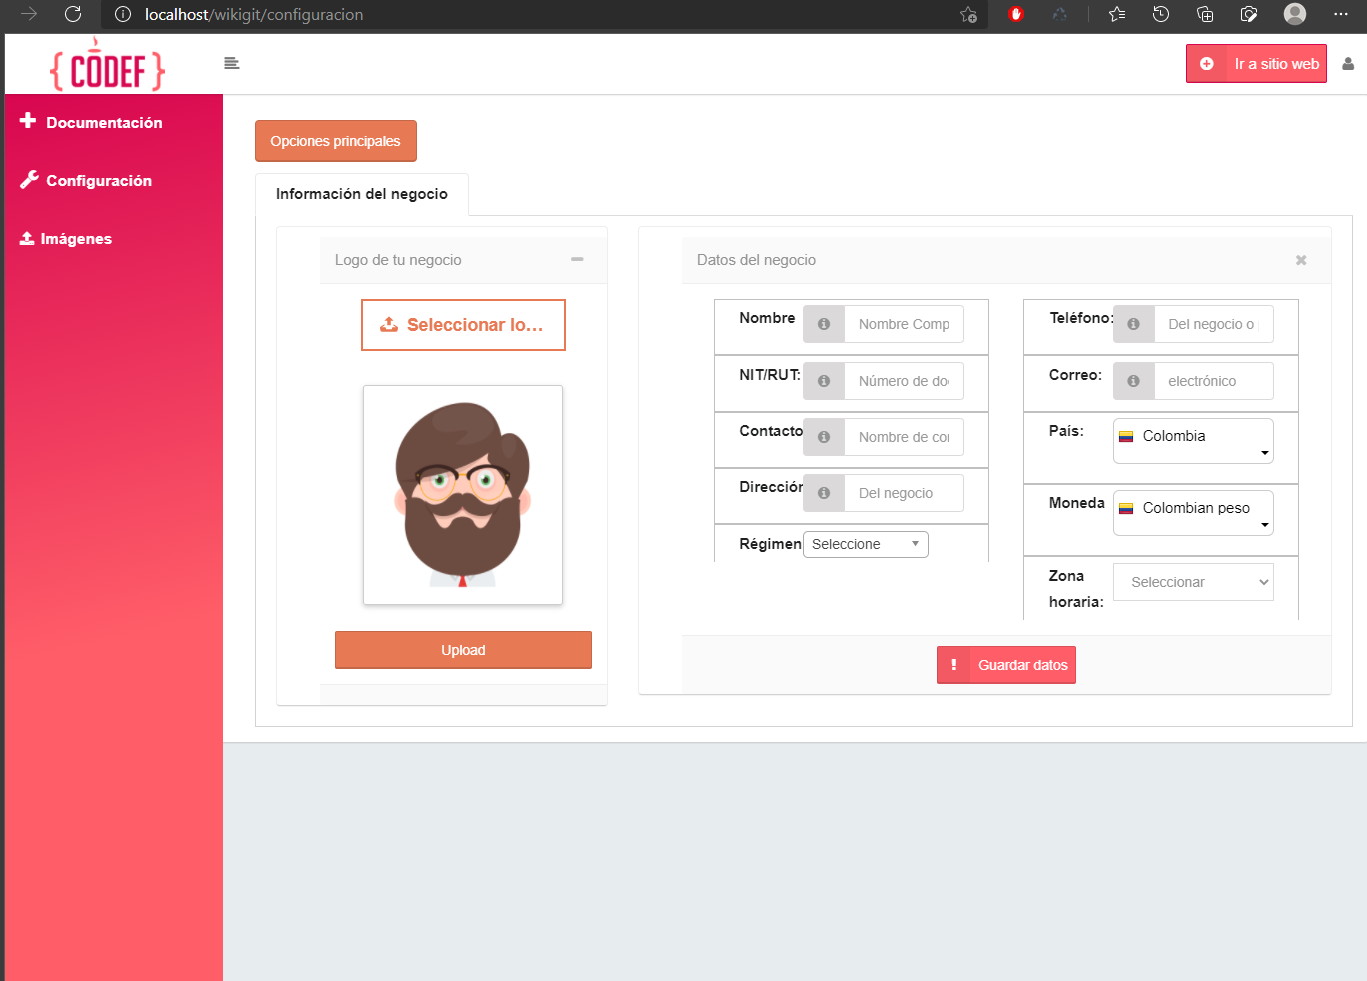 localhost/wikigit/configuracion
{CODEF}
Ir a sitio web
Documentación
Configuración
Imágenes
Opciones principales
Información del negocio
Logo de tu negocio
Seleccionar lo...
Upload
Datos del negocio
Nombre
Nombre Comp
NIT/RUT:
Número de do
Contacto
Nombre de co
Dirección
Del negocio
Régimen
Seleccione
Teléfono:
Del negocio o
Correo:
electrónico
País:
Colombia
Moneda
Colombian peso
Zona
horaria:
Seleccionar
Guardar datos